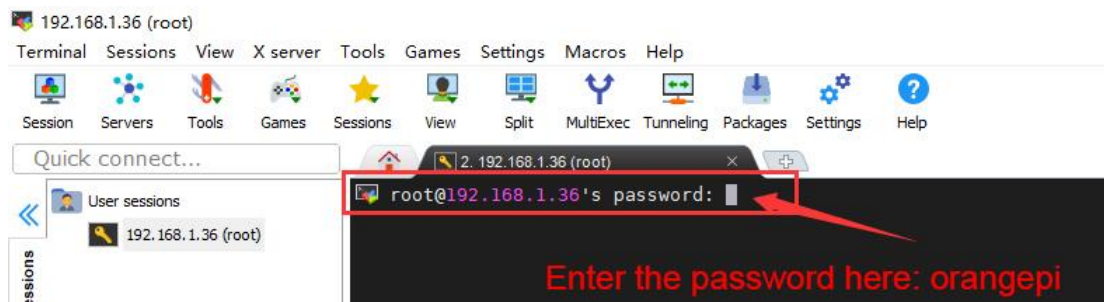 192.168.1.36 (root)
Terminal Sessions View X server Tools Games Settings Macros Help
Session Servers Tools Games Sessions View Split MultiExec Tunneling Packages Settings Help
Quick connect...
2. 192.168.1.36 (root)
root@192.168.1.36's password:
User sessions
192.168.1.36 (root)
Enter the password here: orangepi